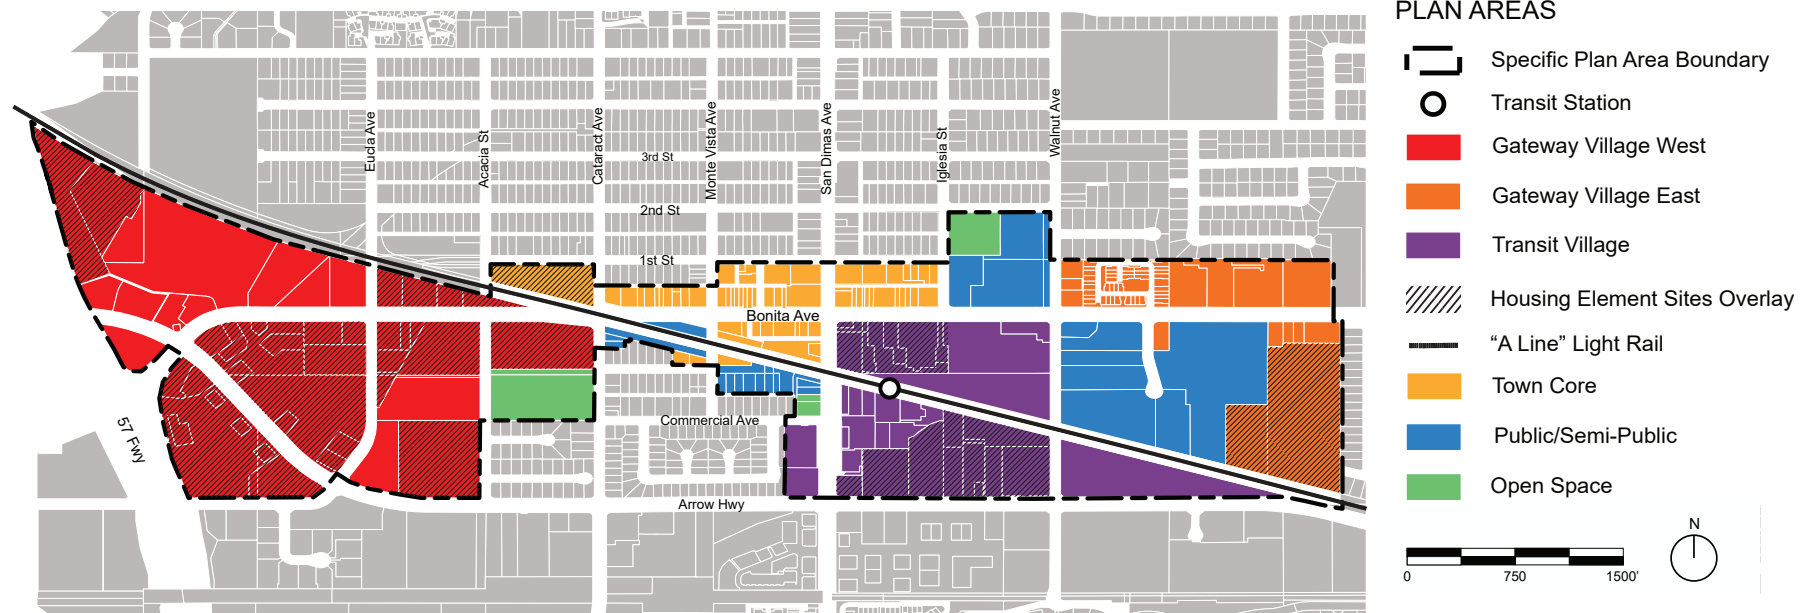 PLAN AREAS
Specific Plan Area Boundary
Transit Station
Gateway Village West
Gateway Village East
Transit Village
Housing Element Sites Overlay
“A Line” Light Rail
Town Core
Public/Semi-Public
Open Space
0 750 1500'
N
Eucla Ave
Acacia St
Cataract Ave
Monte Vista Ave
San Dimas Ave
Iglesia St
Walnut Ave
3rd St
2nd St
1st St
Bonita Ave
Commercial Ave
57 Fwy
Arrow Hwy